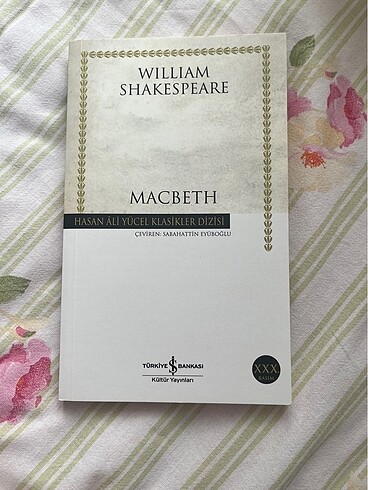 WILLIAM
SHAKESPEARE
MACBETH
HASAN ÂLİ YÜCEL KLASİKLER DİZİSİ
ÇEVİREN: SABAHATTİN EYÜBOĞLU
TÜRKİYE İŞ BANKASI
Kültür Yayınları
XXX
BASIM